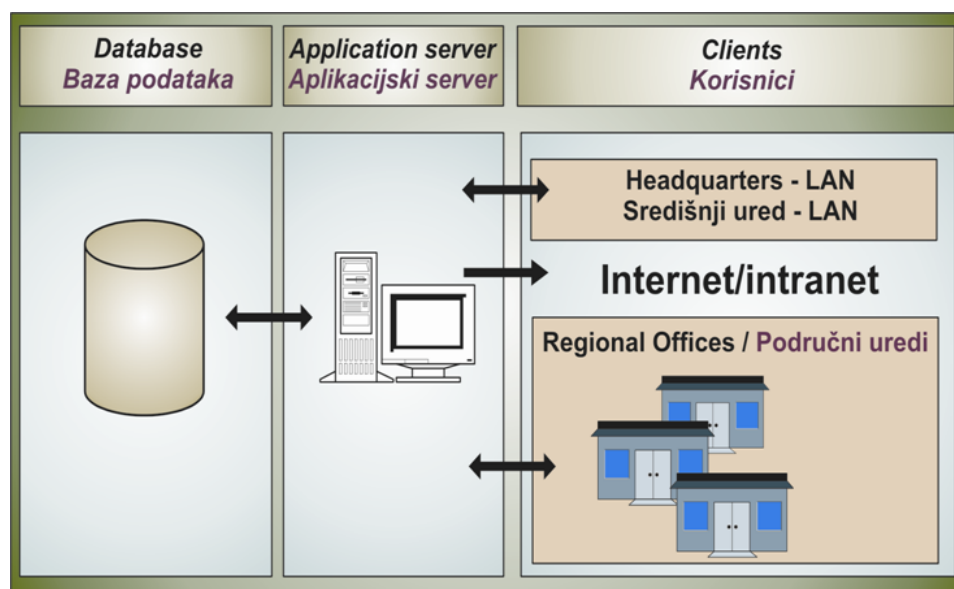 Database
Baza podataka
Application server
Aplikacijski server
Clients
Korisnici
Headquarters - LAN
Središnji ured - LAN
Internet/intranet
Regional Offices / Područni uredi